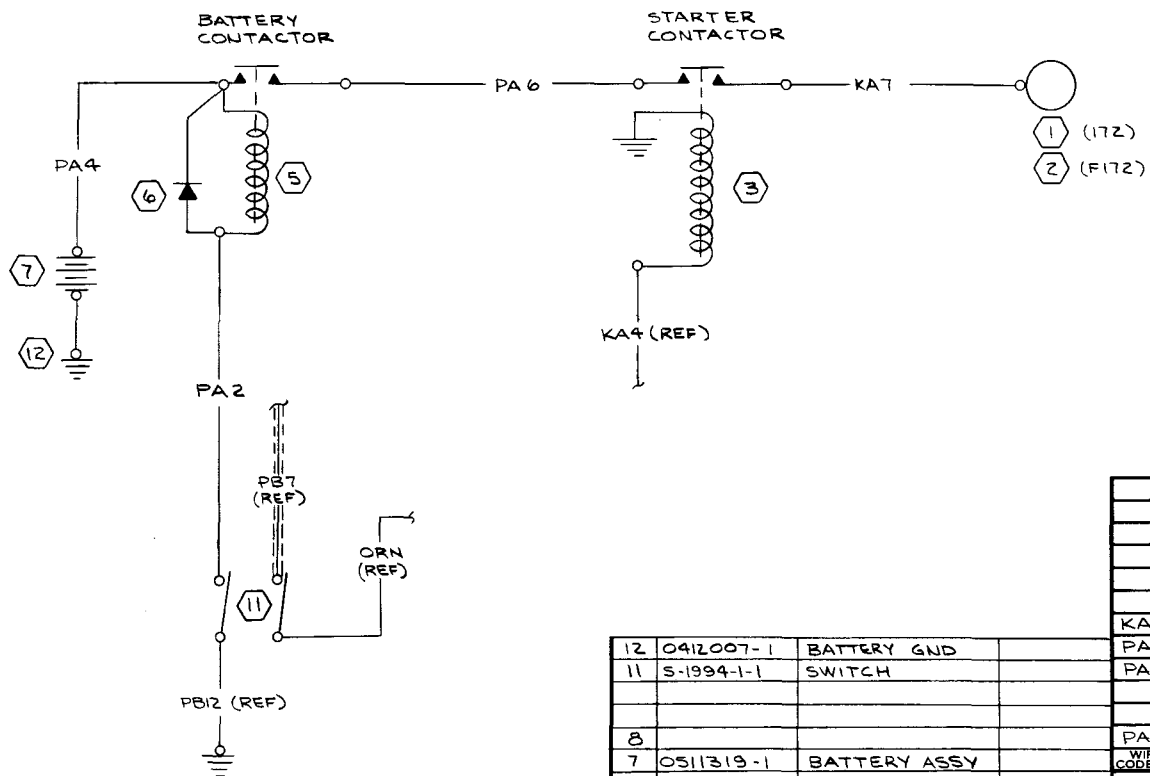 BATTERY
CONTACTOR
STARTER
CONTACTOR
PA6
KA7
1 (172)
2 (F172)
PA4
6
5
3
7
12
KA4 (REF)
PA2
PB7
(REF)
ORN
(REF)
11
PB12 (REF)
12 0412007-1 BATTERY GND
11 S-1994-1-1 SWITCH
8
7 0511319-1 BATTERY ASSY
KA
PA
PA
PA